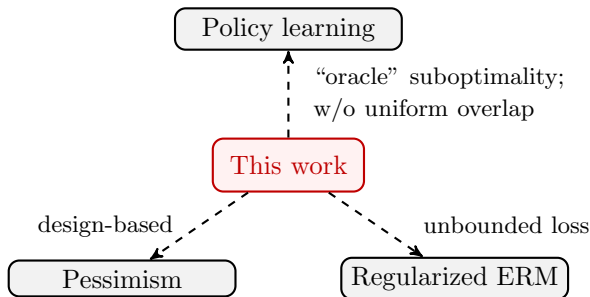 Policy learning
“oracle” suboptimality;
w/o uniform overlap
This work
design-based
unbounded loss
Pessimism
Regularized ERM